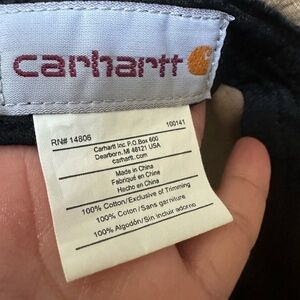 carhartt
RN# 14806 100141
Carhartt Inc P.O.Box 600
Dearborn, MI 48121 USA
carhartt.com
Made in China
Fabriqué en Chine
Hecho en China
100% Cotton/Exclusive of Trimming
100% Coton/Sans garniture
100% Algodón/Sin incluir adorno